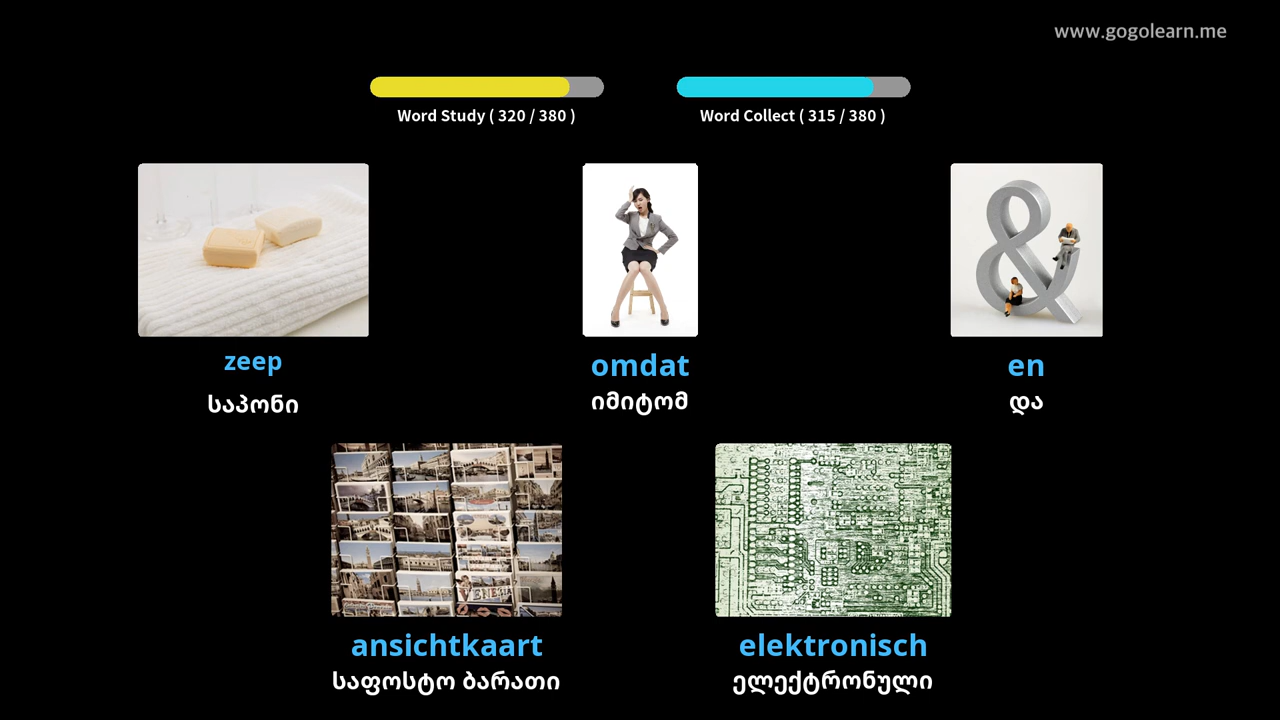 www.gogolearn.me
Word Study ( 320 / 380 )
Word Collect ( 315 / 380 )
zeep
საპონი
omdat
იმიტომ
en
და
ansichtkaart
საფოსტო ბარათი
elektronisch
ელექტრონული